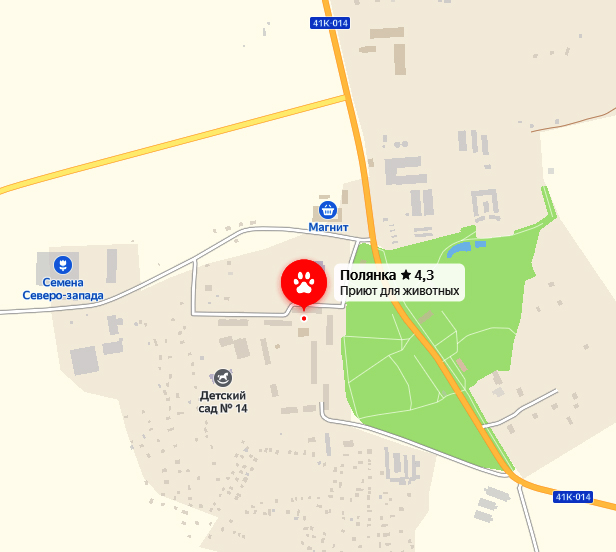 41К-014
Магнит
Семена
Северо-запада
Полянка ★ 4,3
Приют для животных
Детский
сад № 14
41К-014